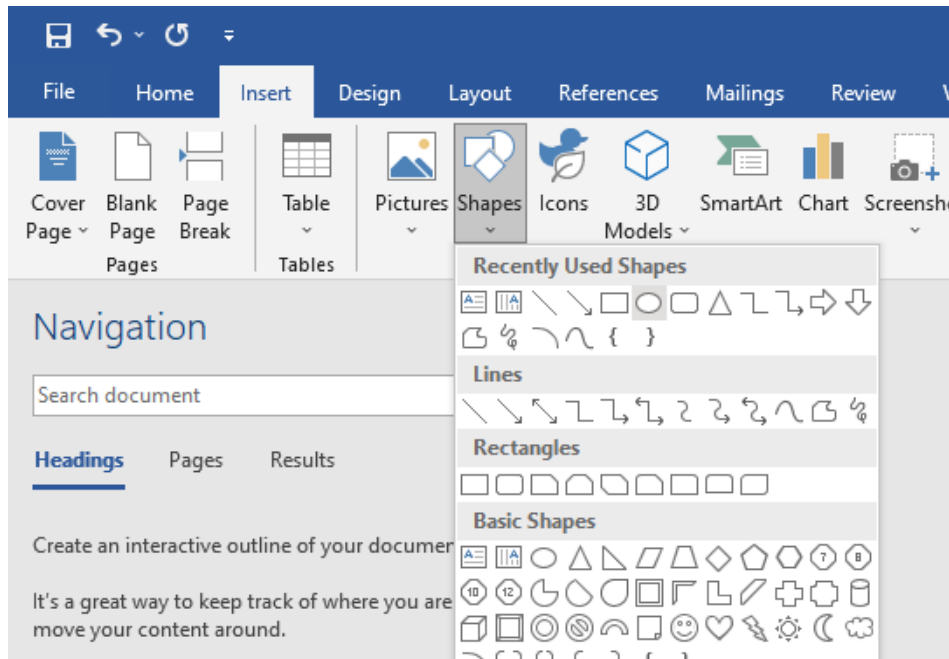 File Home Insert Design Layout References Mailings Review
Cover Page Blank Page Page Break Table Pictures Shapes Icons 3D Models SmartArt Chart
Pages Tables
Recently Used Shapes
Navigation
Search document
Lines
Headings Pages Results
Rectangles
Basic Shapes
Create an interactive outline of your
It's a great way to keep track of where you are
move your content around.